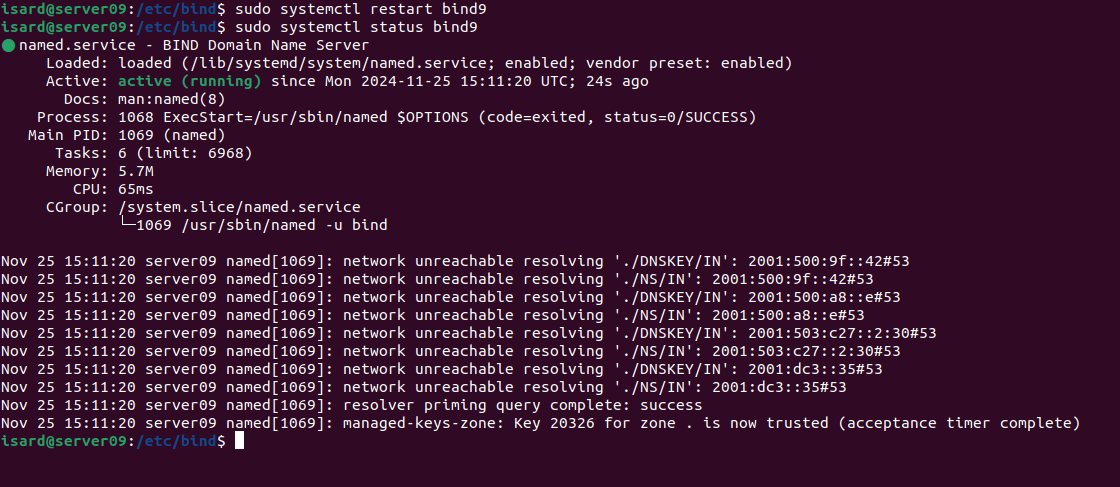 isard@server09:/etc/bind$ sudo systemctl restart bind9
isard@server09:/etc/bind$ sudo systemctl status bind9
● named.service - BIND Domain Name Server
     Loaded: loaded (/lib/systemd/system/named.service; enabled; vendor preset: enabled)
     Active: active (running) since Mon 2024-11-25 15:11:20 UTC; 24s ago
       Docs: man:named(8)
    Process: 1068 ExecStart=/usr/sbin/named $OPTIONS (code=exited, status=0/SUCCESS)
   Main PID: 1069 (named)
      Tasks: 6 (limit: 6968)
     Memory: 5.7M
        CPU: 65ms
     CGroup: /system.slice/named.service
             └─1069 /usr/sbin/named -u bind

Nov 25 15:11:20 server09 named[1069]: network unreachable resolving './DNSKEY/IN': 2001:500:9f::42#53
Nov 25 15:11:20 server09 named[1069]: network unreachable resolving './NS/IN': 2001:500:9f::42#53
Nov 25 15:11:20 server09 named[1069]: network unreachable resolving './DNSKEY/IN': 2001:500:a8::e#53
Nov 25 15:11:20 server09 named[1069]: network unreachable resolving './NS/IN': 2001:500:a8::e#53
Nov 25 15:11:20 server09 named[1069]: network unreachable resolving './DNSKEY/IN': 2001:503:c27::2:30#53
Nov 25 15:11:20 server09 named[1069]: network unreachable resolving './NS/IN': 2001:503:c27::2:30#53
Nov 25 15:11:20 server09 named[1069]: network unreachable resolving './DNSKEY/IN': 2001:dc3::35#53
Nov 25 15:11:20 server09 named[1069]: network unreachable resolving './NS/IN': 2001:dc3::35#53
Nov 25 15:11:20 server09 named[1069]: resolver priming query complete: success
Nov 25 15:11:20 server09 named[1069]: managed-keys-zone: Key 20326 for zone . is now trusted (acceptance timer complete)
isard@server09:/etc/bind$